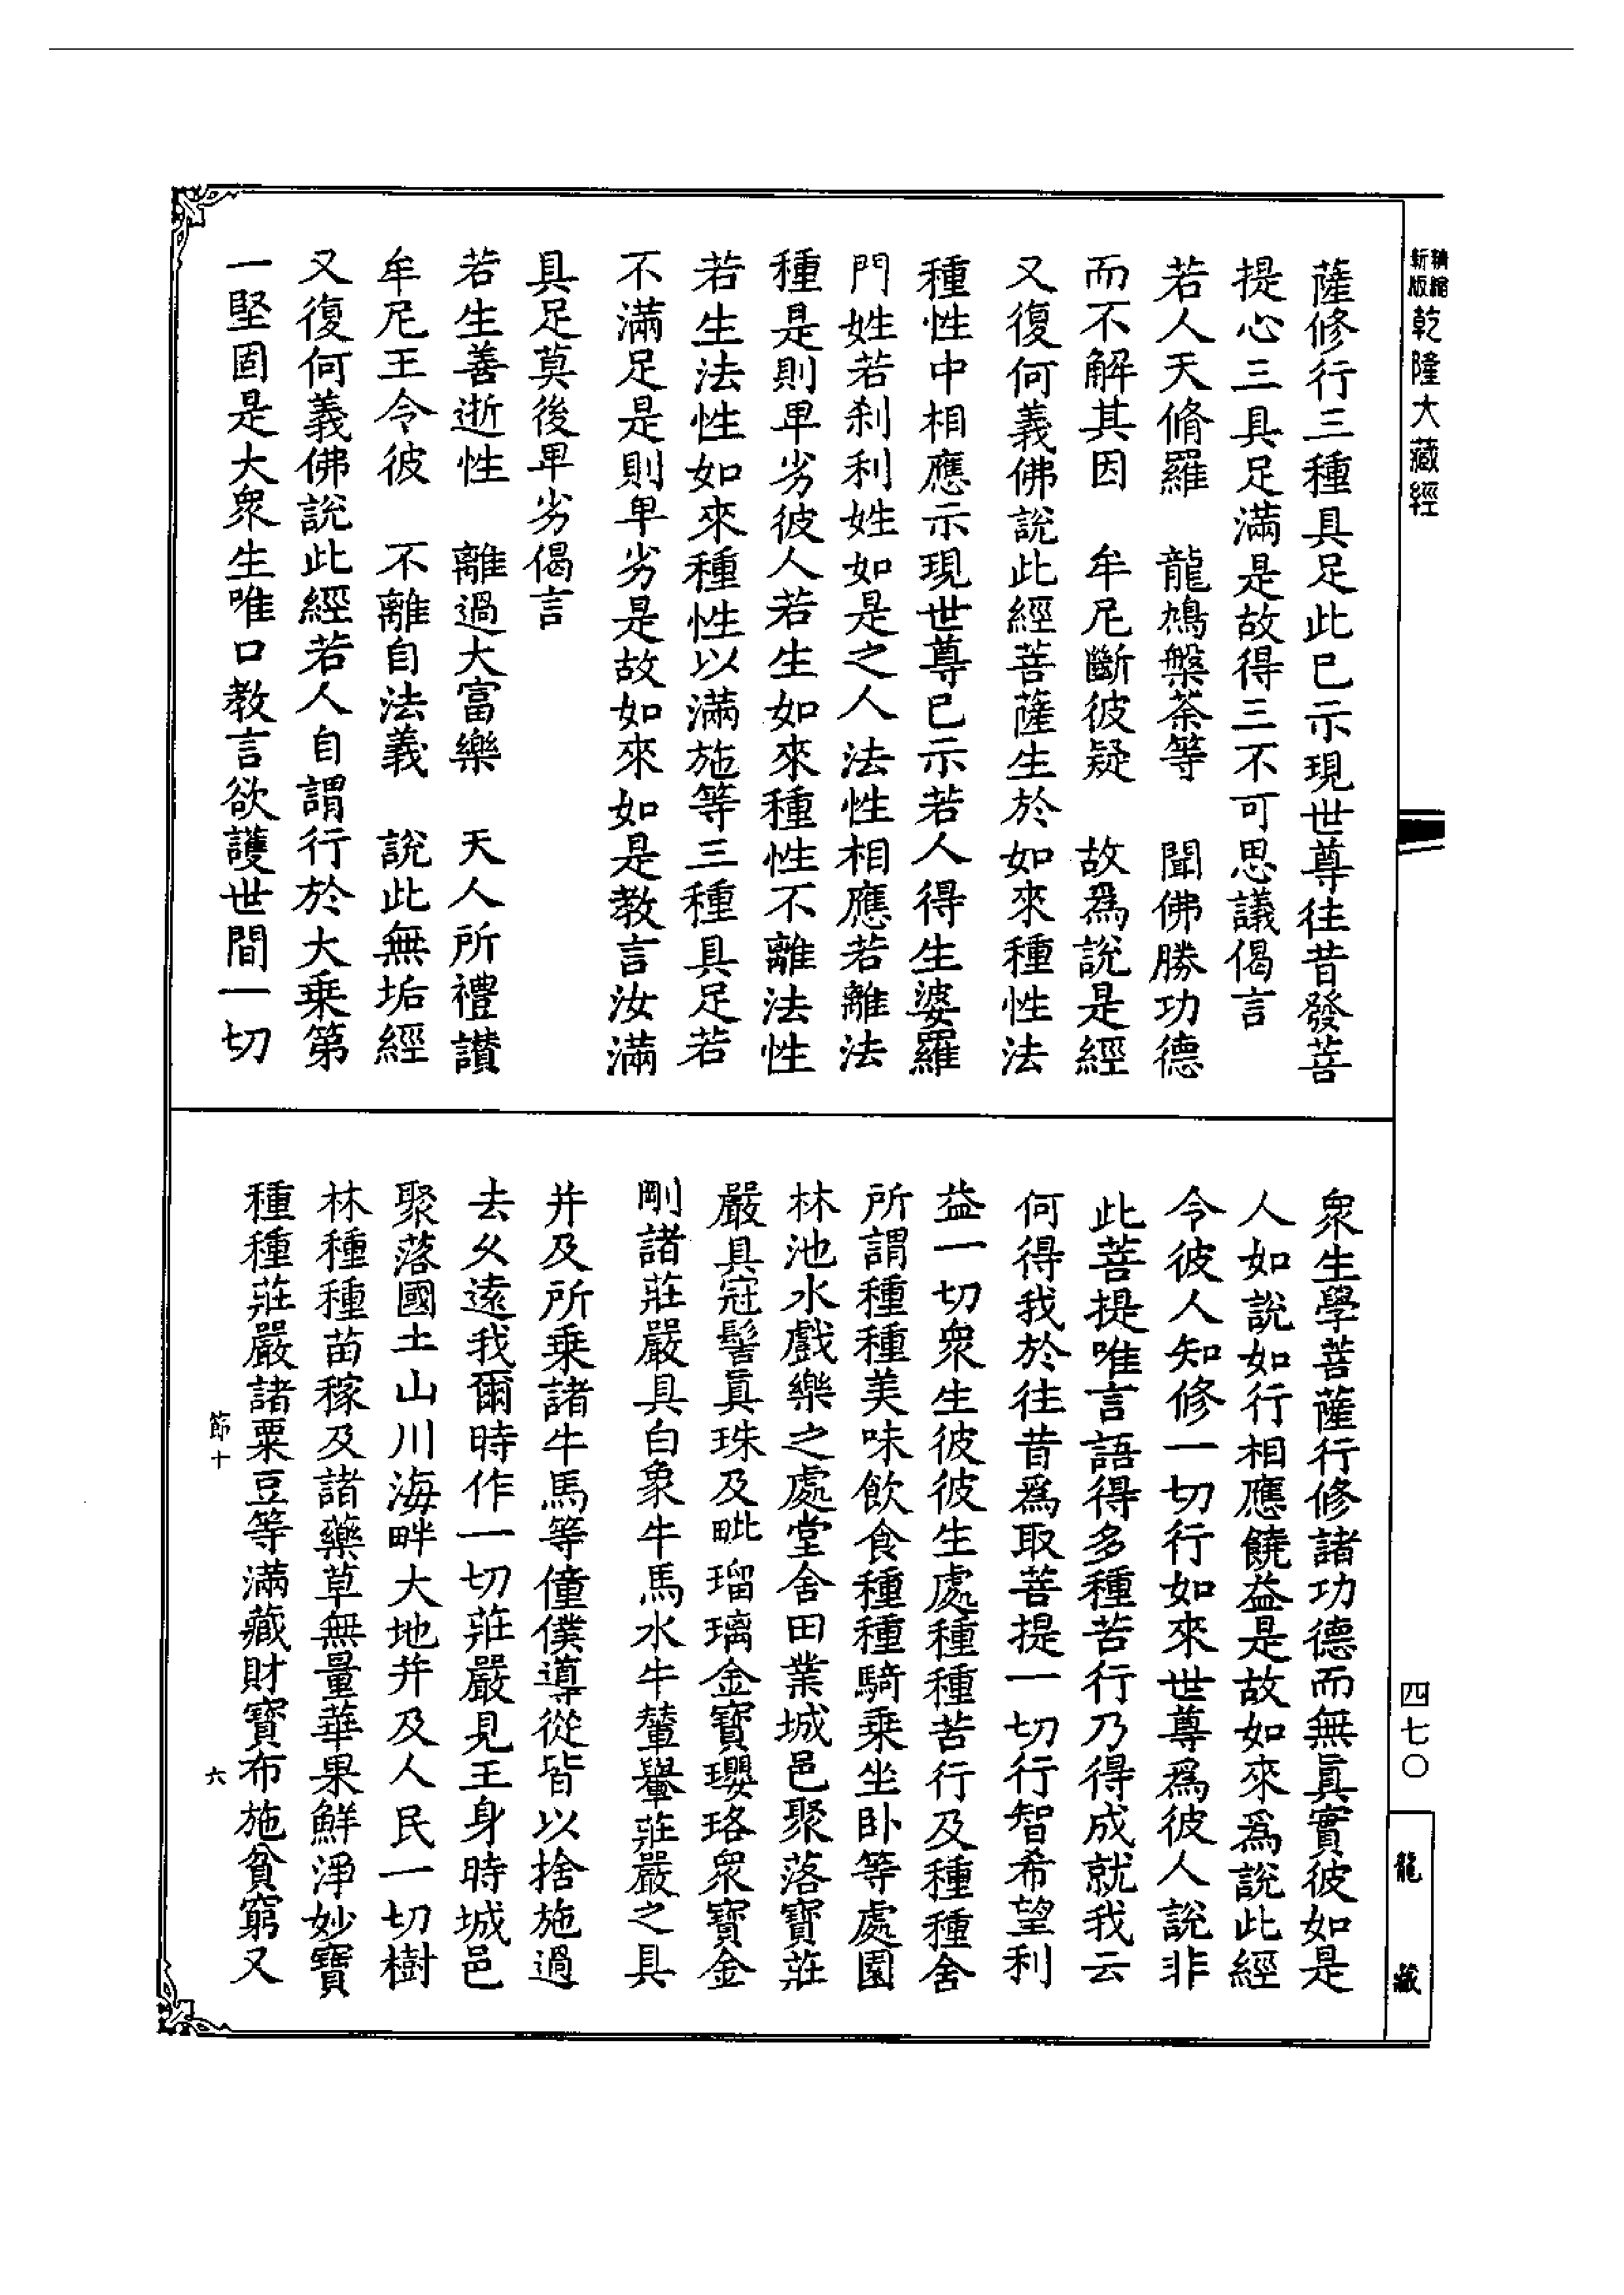 精縮新版乾隆大藏經
薩修行三種具足此已示現世尊往昔發菩
提心三具足滿是故得三不可思議偈言
若人天脩羅　龍鳩槃荼等　聞佛勝功德
而不解其因　牟尼斷彼疑　故爲說是經
又復何義佛說此經菩薩生於如來種性法
種性中相應示現世尊已示若人得生婆羅
門姓若刹利姓如是之人法性相應若離法
種是則卑劣彼人若生如來種性不離法性
若生法性如來種性以滿施等三種具足若
不滿足是則卑劣是故如來如是教言汝滿
具足莫後卑劣偈言
若生善逝性　離過大富樂　天人所禮讃
牟尼王令彼　不離自法義　說此無垢經
又復何義佛說此經若人自謂行於大乗第
一堅固是大衆生唯口教言欲護世間一切
衆生學菩薩行修諸功德而無眞實彼如是
人如說如行相應饒益是故如來爲說此經
令彼人知修一切行如來世尊爲彼人說非
此菩提唯言語得多種苦行乃得成就我云
何得我於往昔爲取菩提一切行智希望利
益一切衆生彼彼生處種種苦行及種種舍
所謂種種美味飲食種種騎乗坐卧等處園
林池水戲樂之處堂舍田業城邑聚落寶莊
嚴具冠髻眞珠及毗瑠璃金寶瓔珞衆寶金
剛諸莊嚴具白象牛馬水牛輦轝莊嚴之具
并及所乗諸牛馬等僮僕導從皆以捨施過
去久遠我爾時作一切莊嚴見王身時城邑
聚落國土山川海畔大地并及人民一切樹
林種種苗稼及諸藥草無量華果鮮淨妙寶
種種莊嚴諸粟豆等滿藏財寶布施貧窮又
節十　六
四七〇
龍藏